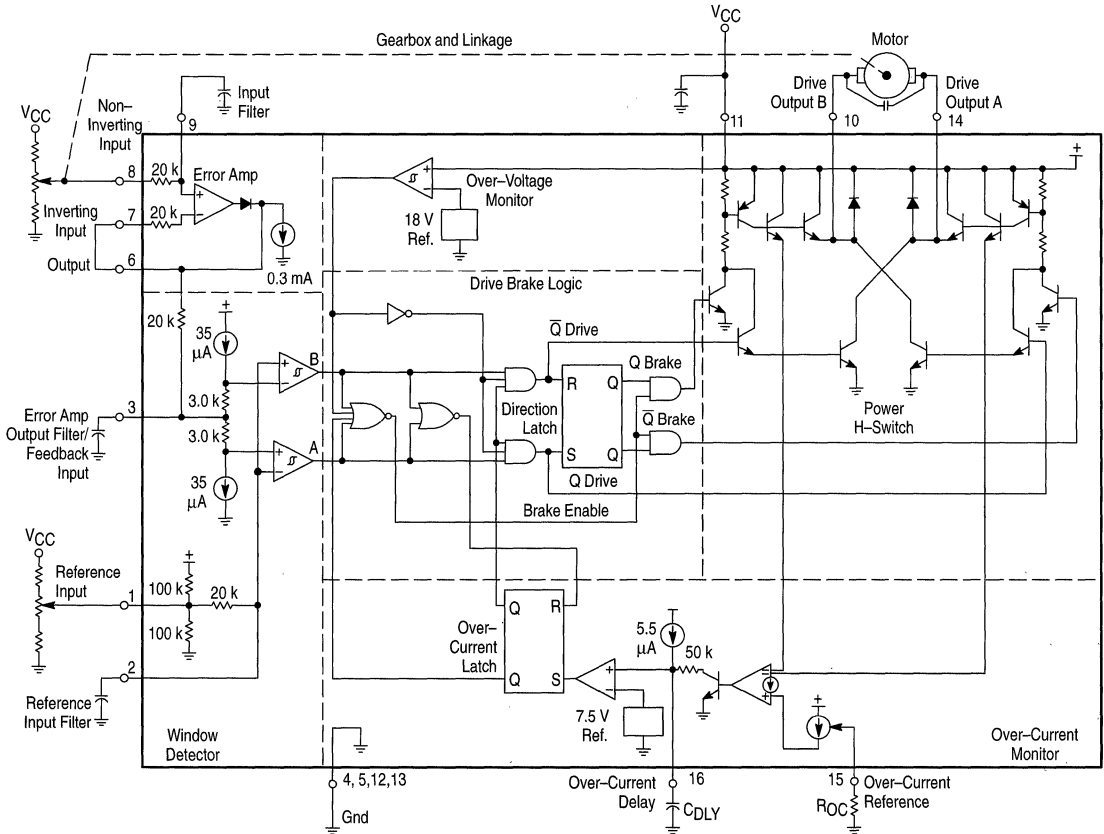 VCC
Gearbox and Linkage
Motor
Drive
Output B
Drive
Output A
Input
Filter
Non–
Inverting
Input
VCC
9
11
10
14
+
8
20 k
Error Amp
+
–
Over–Voltage
Monitor
+
–
Inverting
Input
7
20 k
18 V
Ref.
Output
6
0.3 mA
Drive Brake Logic
20 k
+
35
µA
Q Drive
B
+
–
Q Brake
3.0 k
R
Q
Error Amp
Output Filter/
Feedback
Input
3
Direction
Latch
Q Brake
Power
H–Switch
3.0 k
A
+
–
S
Q
35
µA
Q Drive
Brake Enable
VCC
Reference
Input
+
1
100 k
20 k
100 k
Q
R
Over–
Current
Latch
5.5
µA
50 k
2
Q
S
+
–
Reference
Input Filter
7.5 V
Ref.
+
Window
Detector
Over–Current
Monitor
4, 5,12,13
Gnd
Over–Current
Delay
16
CDLY
15
Over–Current
Reference
ROC